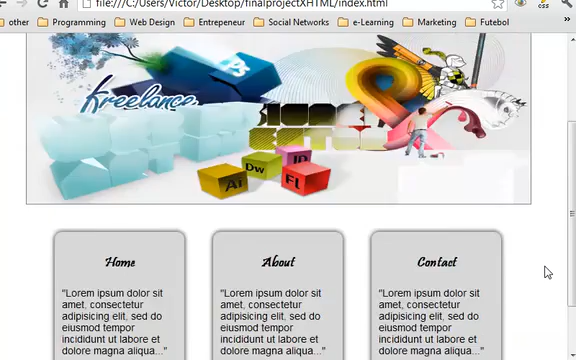 file:///C:/Users/Victor/Desktop/finalprojectXHTML/index.html
other Programming Web Design Entrepeneur Social Networks e-Learning Marketing Futebol
css
freelance
Ai Dw ID FL
Home About Contact
"Lorem ipsum dolor sit "Lorem ipsum dolor sit "Lorem ipsum dolor sit
amet, consectetur amet, consectetur amet, consectetur
adipisicing elit, sed do adipisicing elit, sed do adipisicing elit, sed do
eiusmod tempor eiusmod tempor eiusmod tempor
incididunt ut labore et incididunt ut labore et incididunt ut labore et
dolore magna aliqua..." dolore magna aliqua..." dolore magna aliqua..."